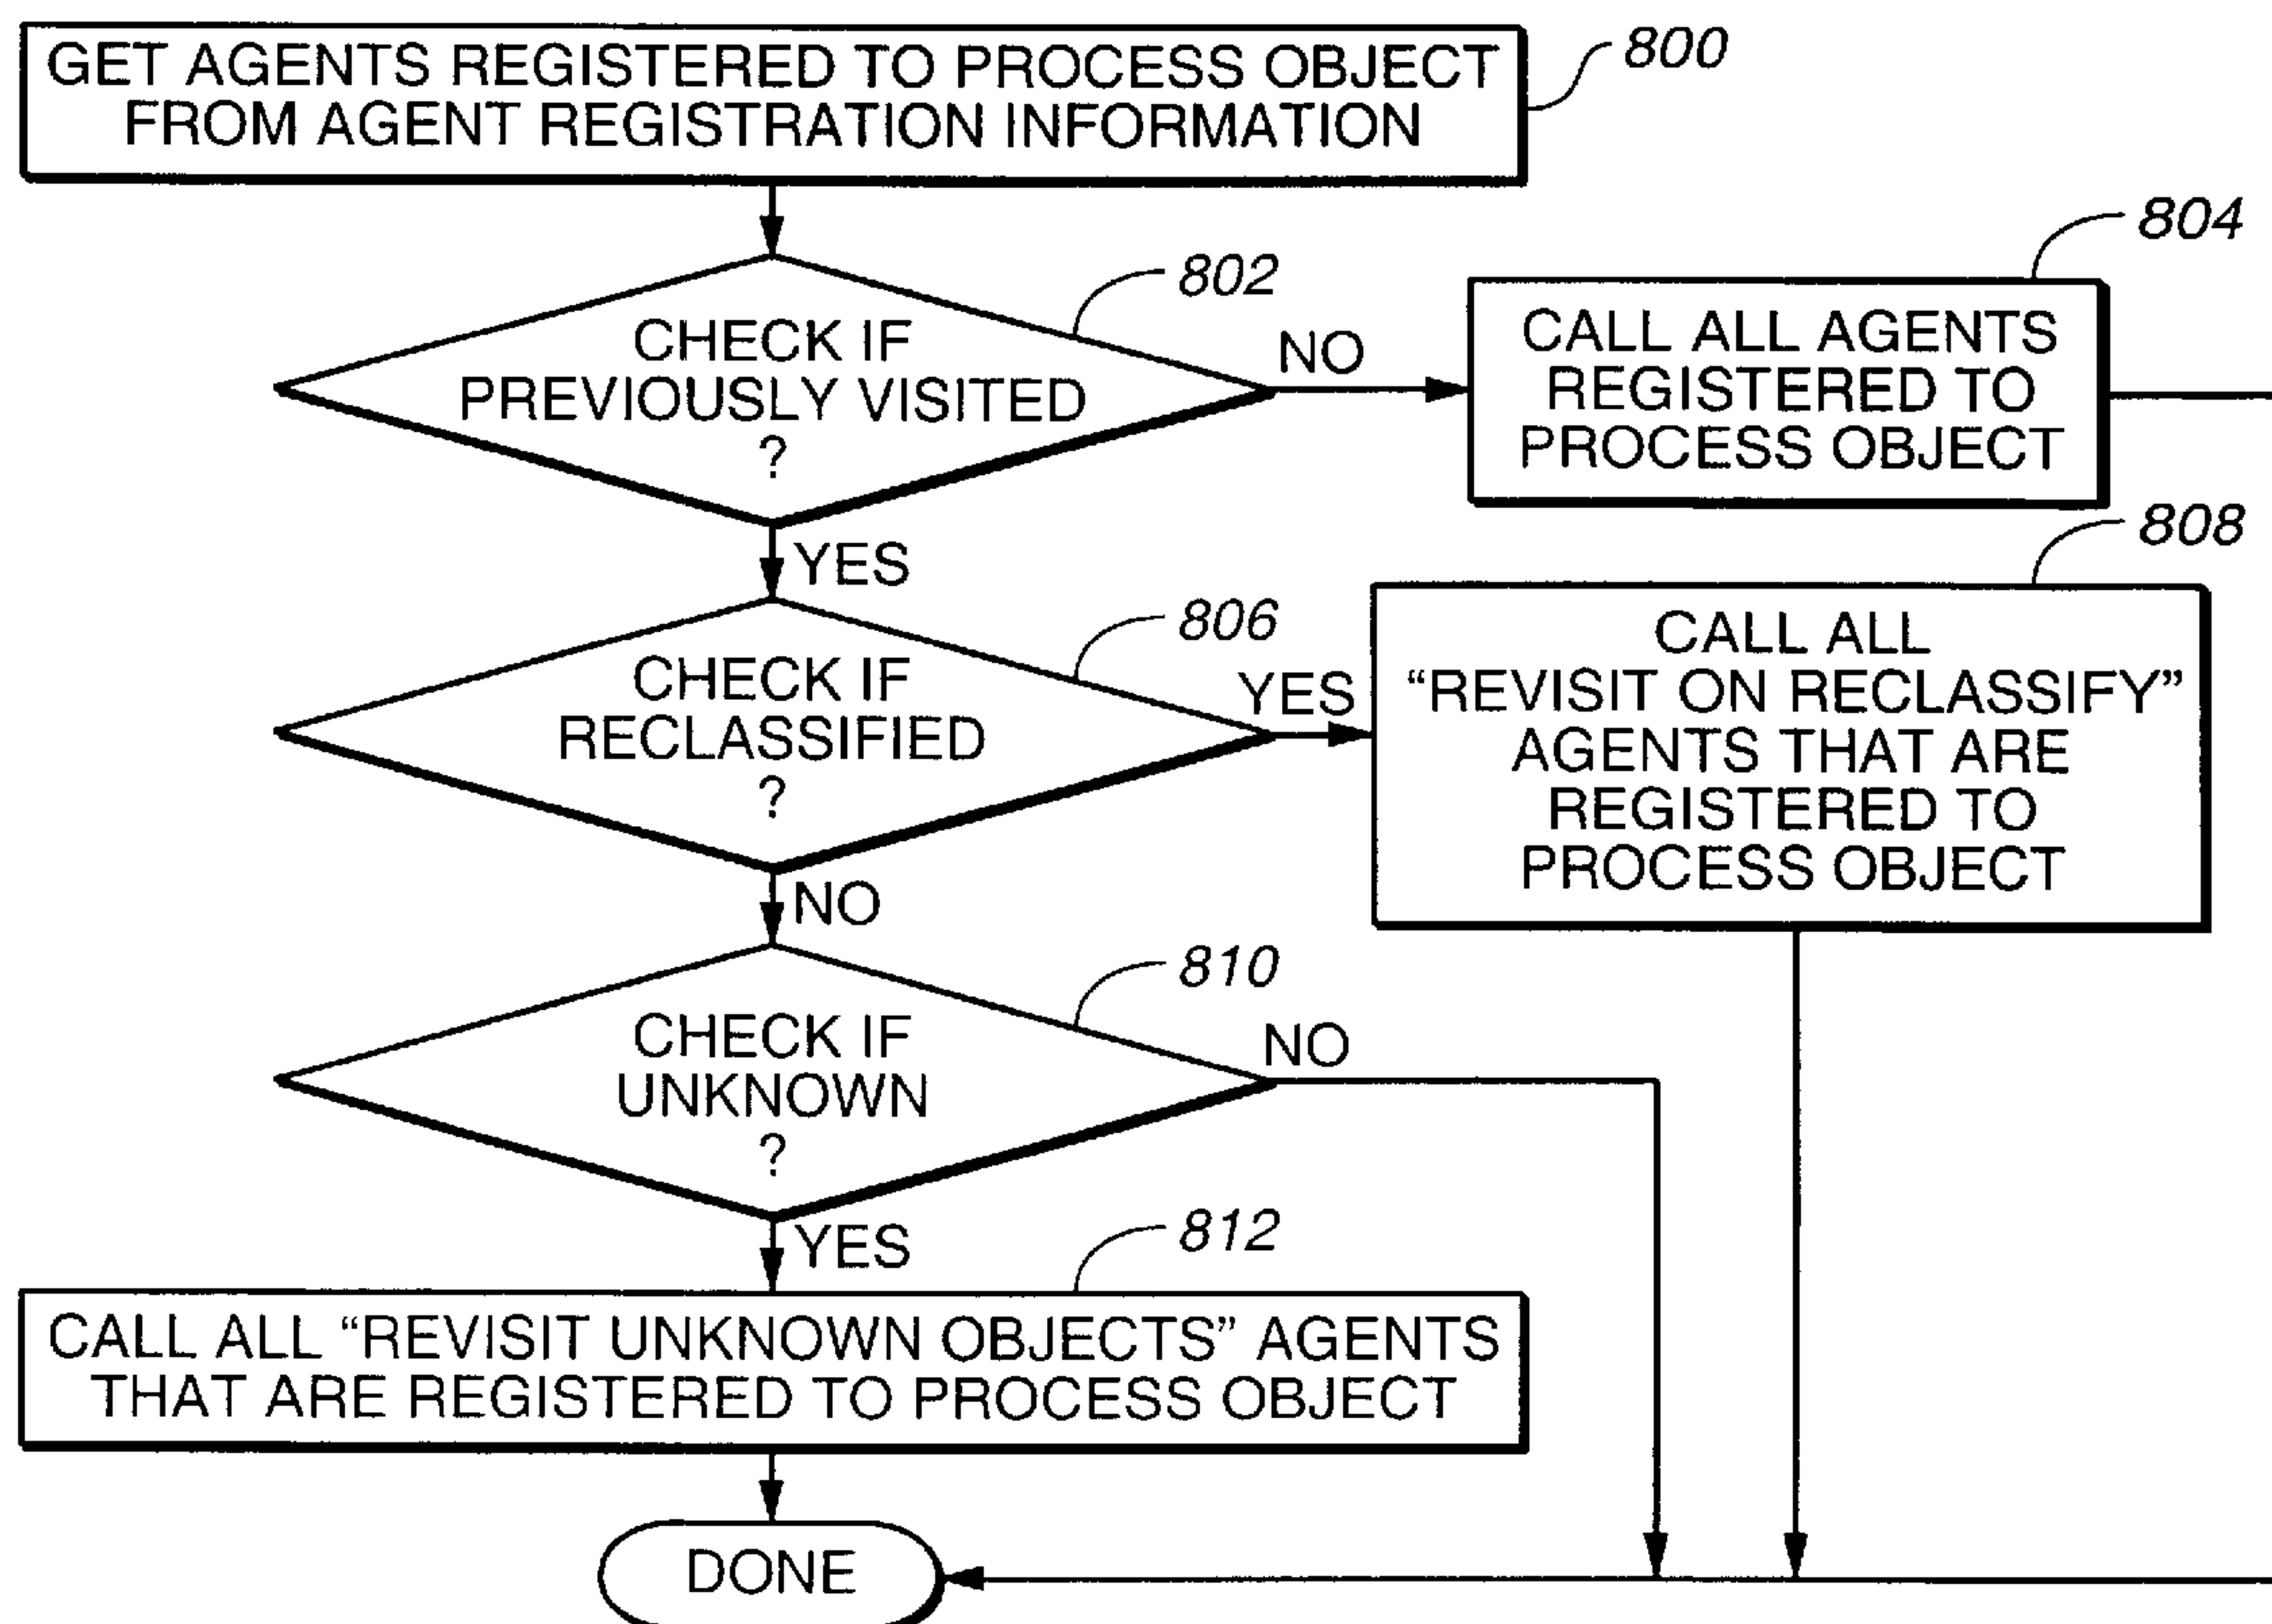 GET AGENTS REGISTERED TO PROCESS OBJECT
FROM AGENT REGISTRATION INFORMATION
800
CHECK IF
PREVIOUSLY VISITED
?
802
NO
CALL ALL AGENTS
REGISTERED TO
PROCESS OBJECT
804
YES
CHECK IF
RECLASSIFIED
?
806
YES
CALL ALL
“REVISIT ON RECLASSIFY”
AGENTS THAT ARE
REGISTERED TO
PROCESS OBJECT
808
NO
CHECK IF
UNKNOWN
?
810
NO
YES
812
CALL ALL “REVISIT UNKNOWN OBJECTS” AGENTS
THAT ARE REGISTERED TO PROCESS OBJECT
DONE